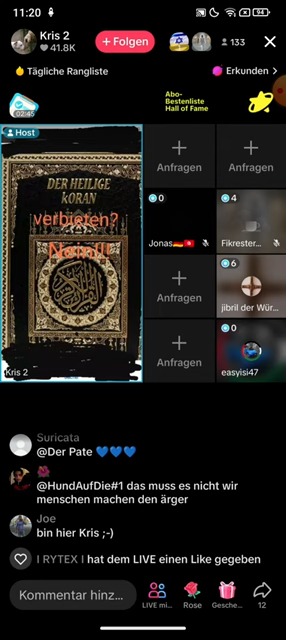 11:20
94
Kris 2
41.8K
+ Folgen
133
Tägliche Rangliste
Erkunden >
02:45
Abo-
Bestenliste
Hall of Fame
Host
DER HEILIGE
KORAN
verbieten?
Nein!!!
Kris 2
Anfragen
Anfragen
0
Jonas
4
Fikrester...
Anfragen
6
jibril der Wür...
Anfragen
0
easyisi47
Suricata
@Der Pate 💙💙💙
@HundAufDie#1 das muss es nicht wir
menschen machen den ärger
Joe
bin hier Kris ;-)
I RYTEX I hat dem LIVE einen Like gegeben
Kommentar hinz...
LIVE mi...
Rose
Gesche...
12